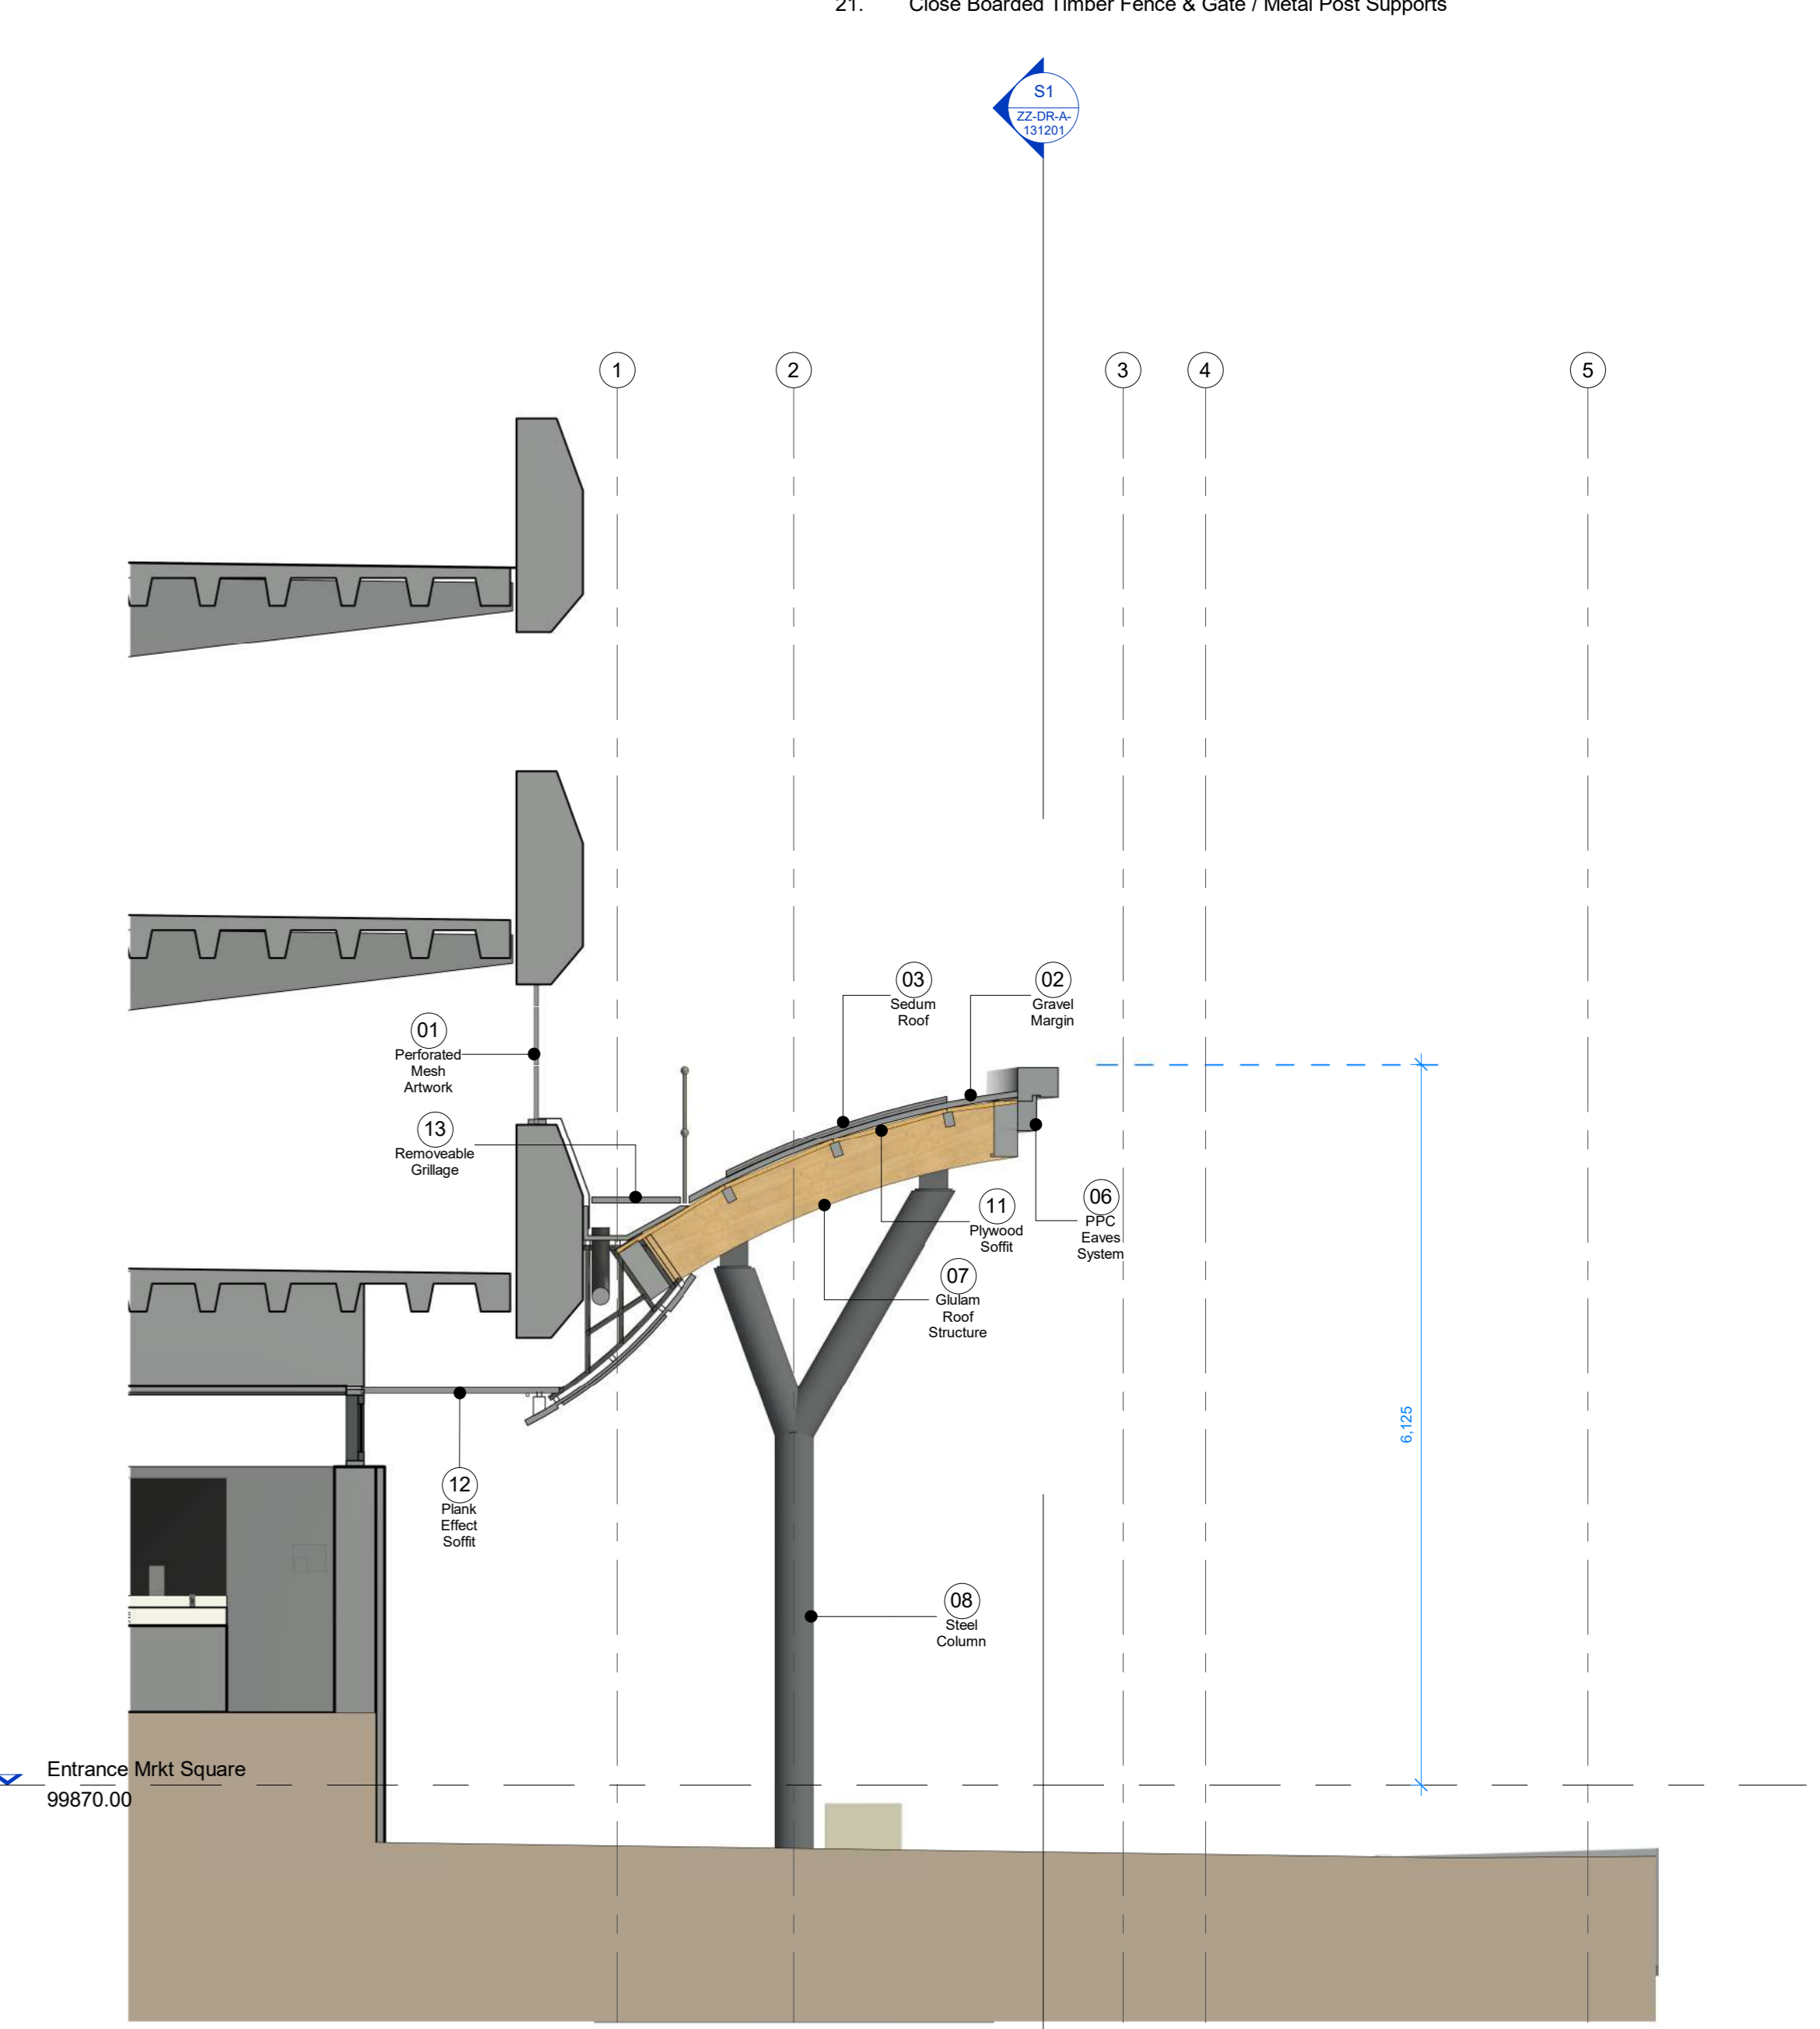 21. Close Boarded Timber Fence & Gate / Metal Post Supports
S1
ZZ-DR-A-
131201
1
2
3
4
5
03
Sedum
Roof
02
Gravel
Margin
01
Perforated
Mesh
Artwork
13
Removeable
Grillage
11
Plywood
Soffit
06
PPC
Eaves
System
07
Glulam
Roof
Structure
6,125
12
Plank
Effect
Soffit
08
Steel
Column
Entrance Mrkt Square
99870.00